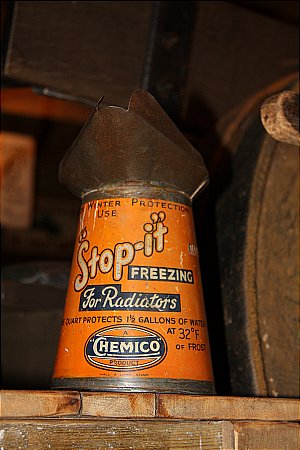 WINTER PROTECTION
USE
Stop-it
FREEZING
For Radiators
QUART PROTECTS 1½ GALLONS OF WATER
AT 32°F
OF FROST
A
CHEMICO
PRODUCT